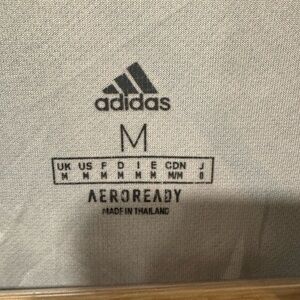 adidas
M
UK US F D I E CDN J
M M M M M M M/M O
AEROREADY
MADE IN THAILAND